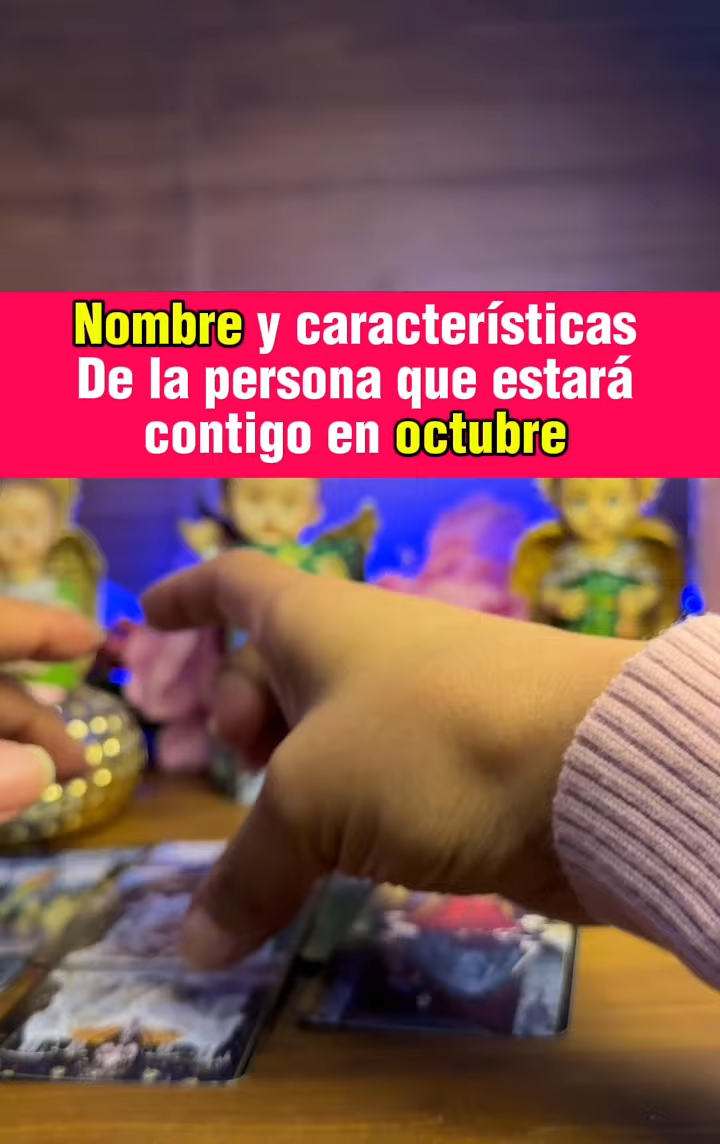 Nombre y características
De la persona que estará
contigo en octubre